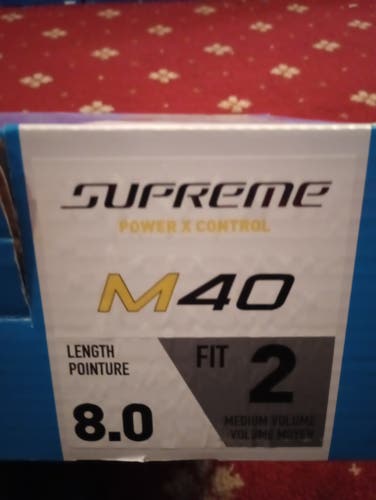 SUPREME
POWER X CONTROL
M40
LENGTH
POINTURE
8.0
FIT 2
MEDIUM VOLUME
VOLUME MOYEN